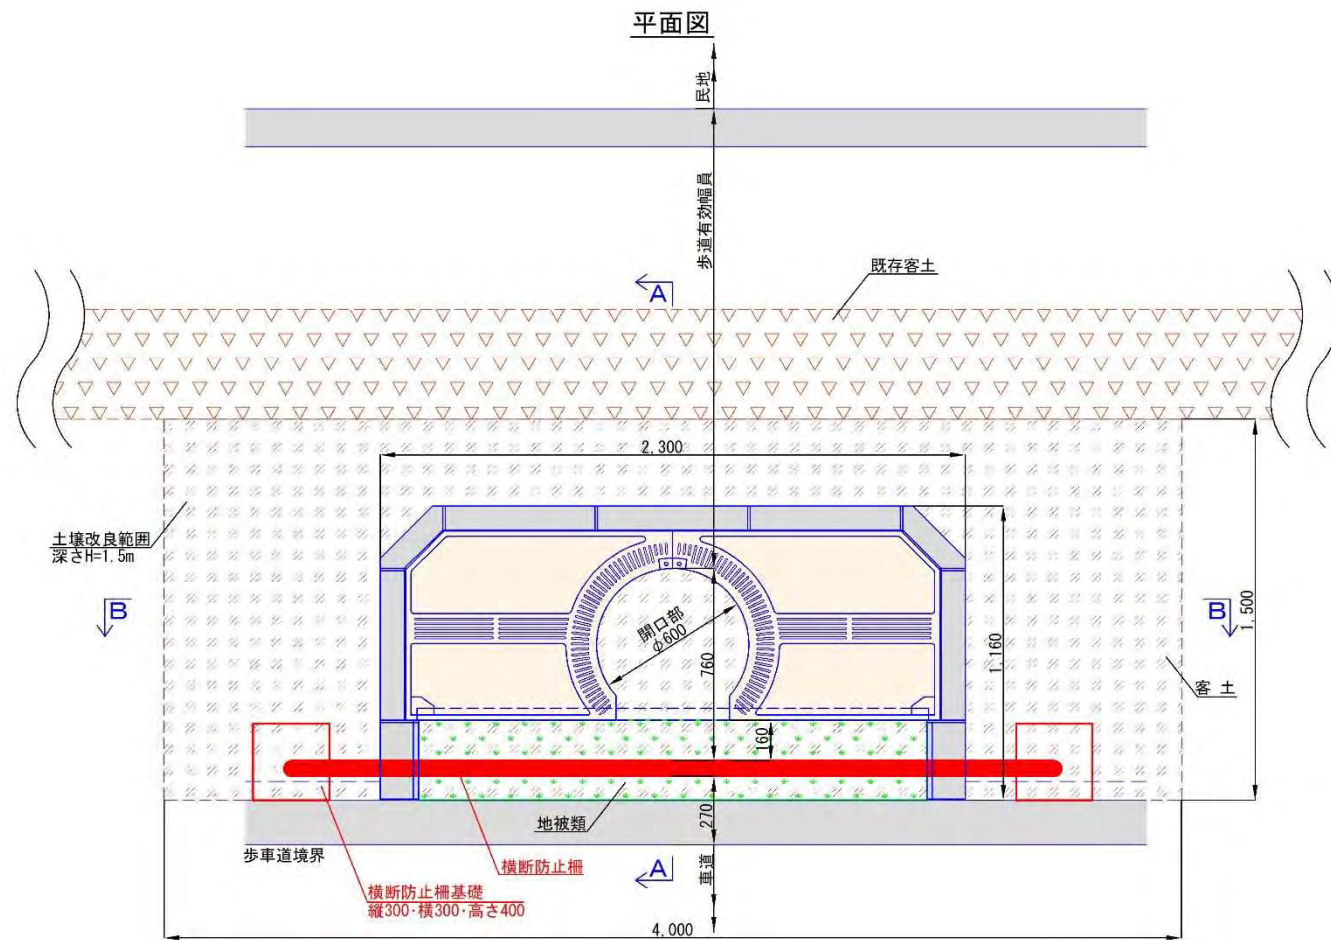 平面図
民地
歩道有効幅員
既存客土
A
2,300
土壌改良範囲
深さH=1.5m
B
B
開口部
φ600
760
1,160
1,500
客 土
160
地被類
270
歩車道境界
横断防止柵
A
車道
横断防止柵基礎
縦300・横300・高さ400
4,000